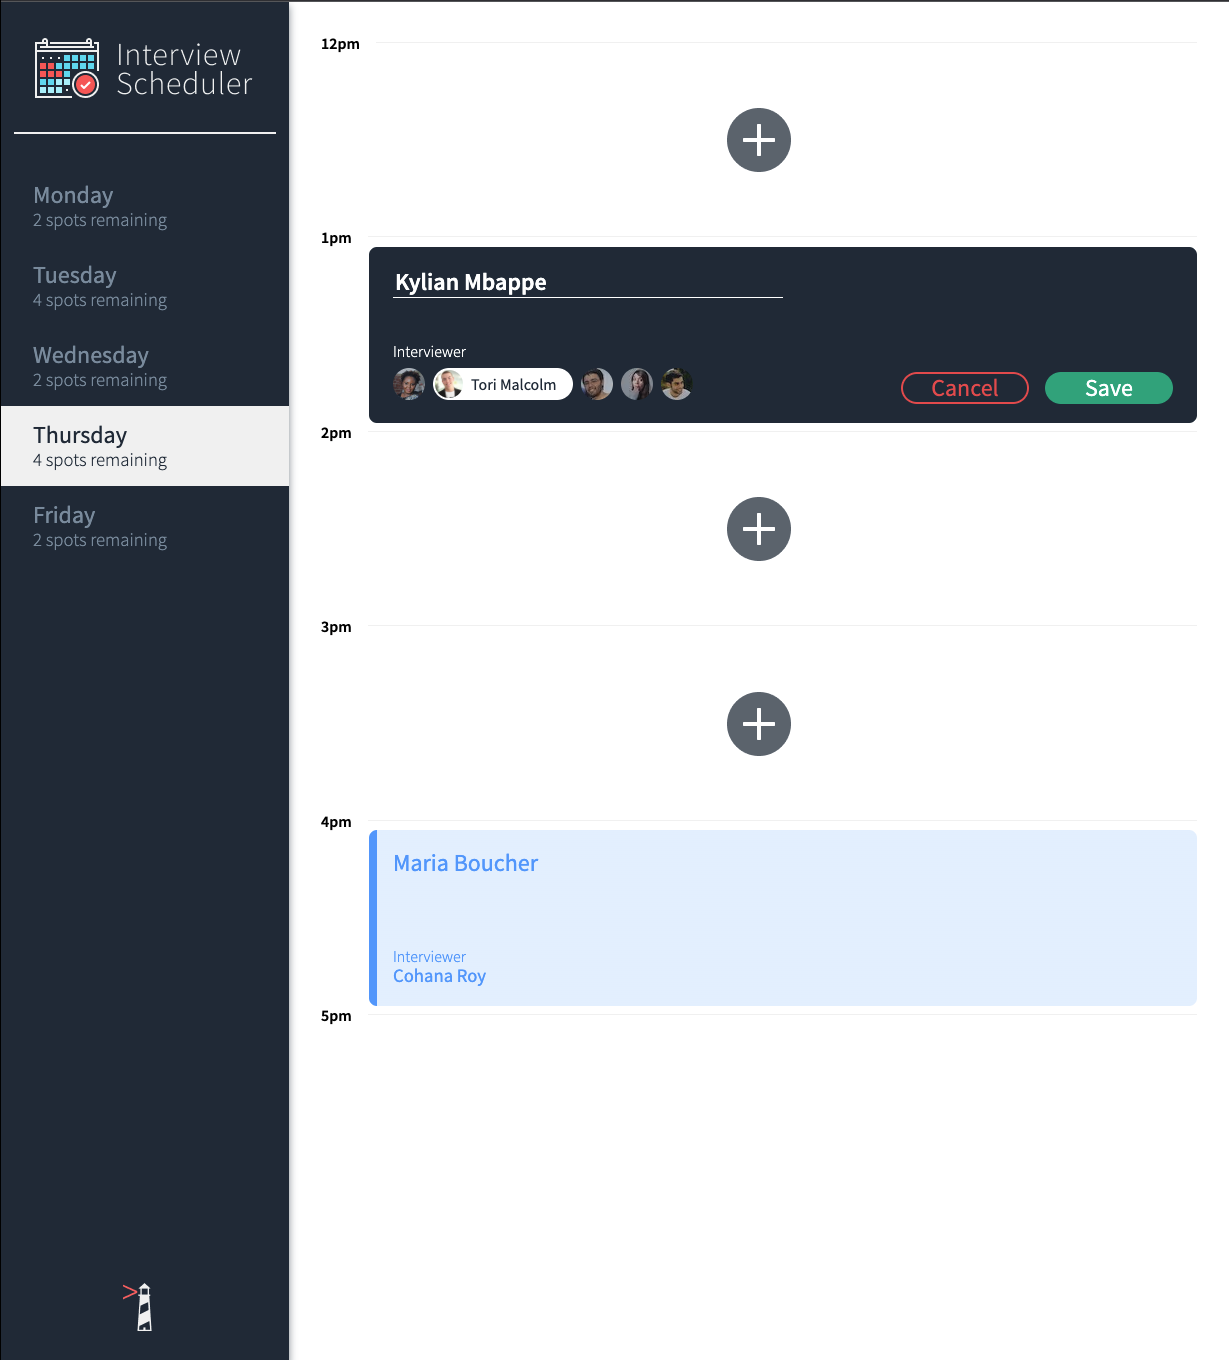 Interview
Scheduler
Monday
2 spots remaining
Tuesday
4 spots remaining
Wednesday
2 spots remaining
Thursday
4 spots remaining
Friday
2 spots remaining
12pm
1pm
Kylian Mbappe
Interviewer
Tori Malcolm
Cancel
Save
2pm
3pm
4pm
Maria Boucher
Interviewer
Cohana Roy
5pm